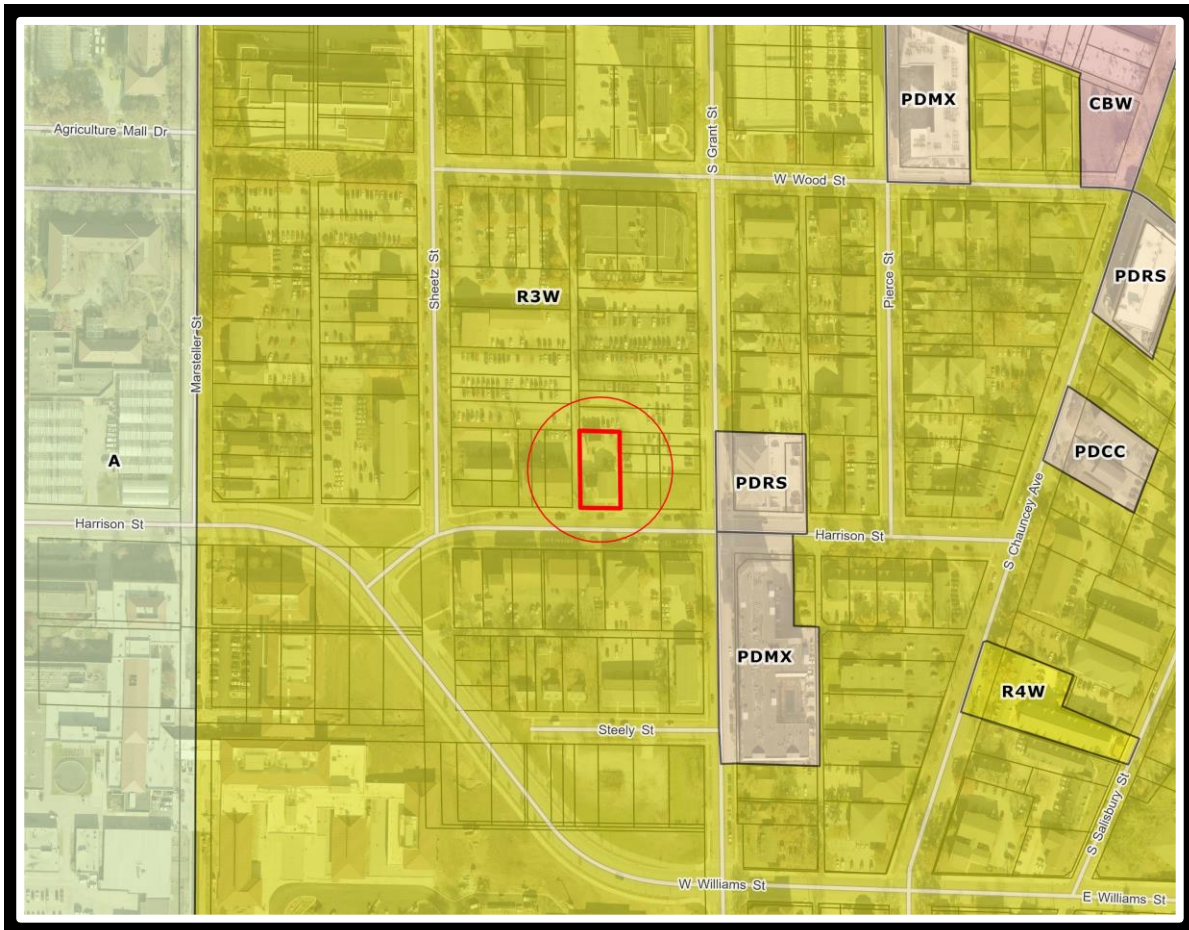 PDMX
CBW
Agriculture Mall Dr
S Grant St
W Wood St
Sheetz St
Pierce St
PDRS
R3W
Marsteller St
A
PDRS
PDCC
Harrison St
Harrison St
S Chauncey Ave
PDMX
R4W
Steely St
S Salisbury St
W Williams St
E Williams St